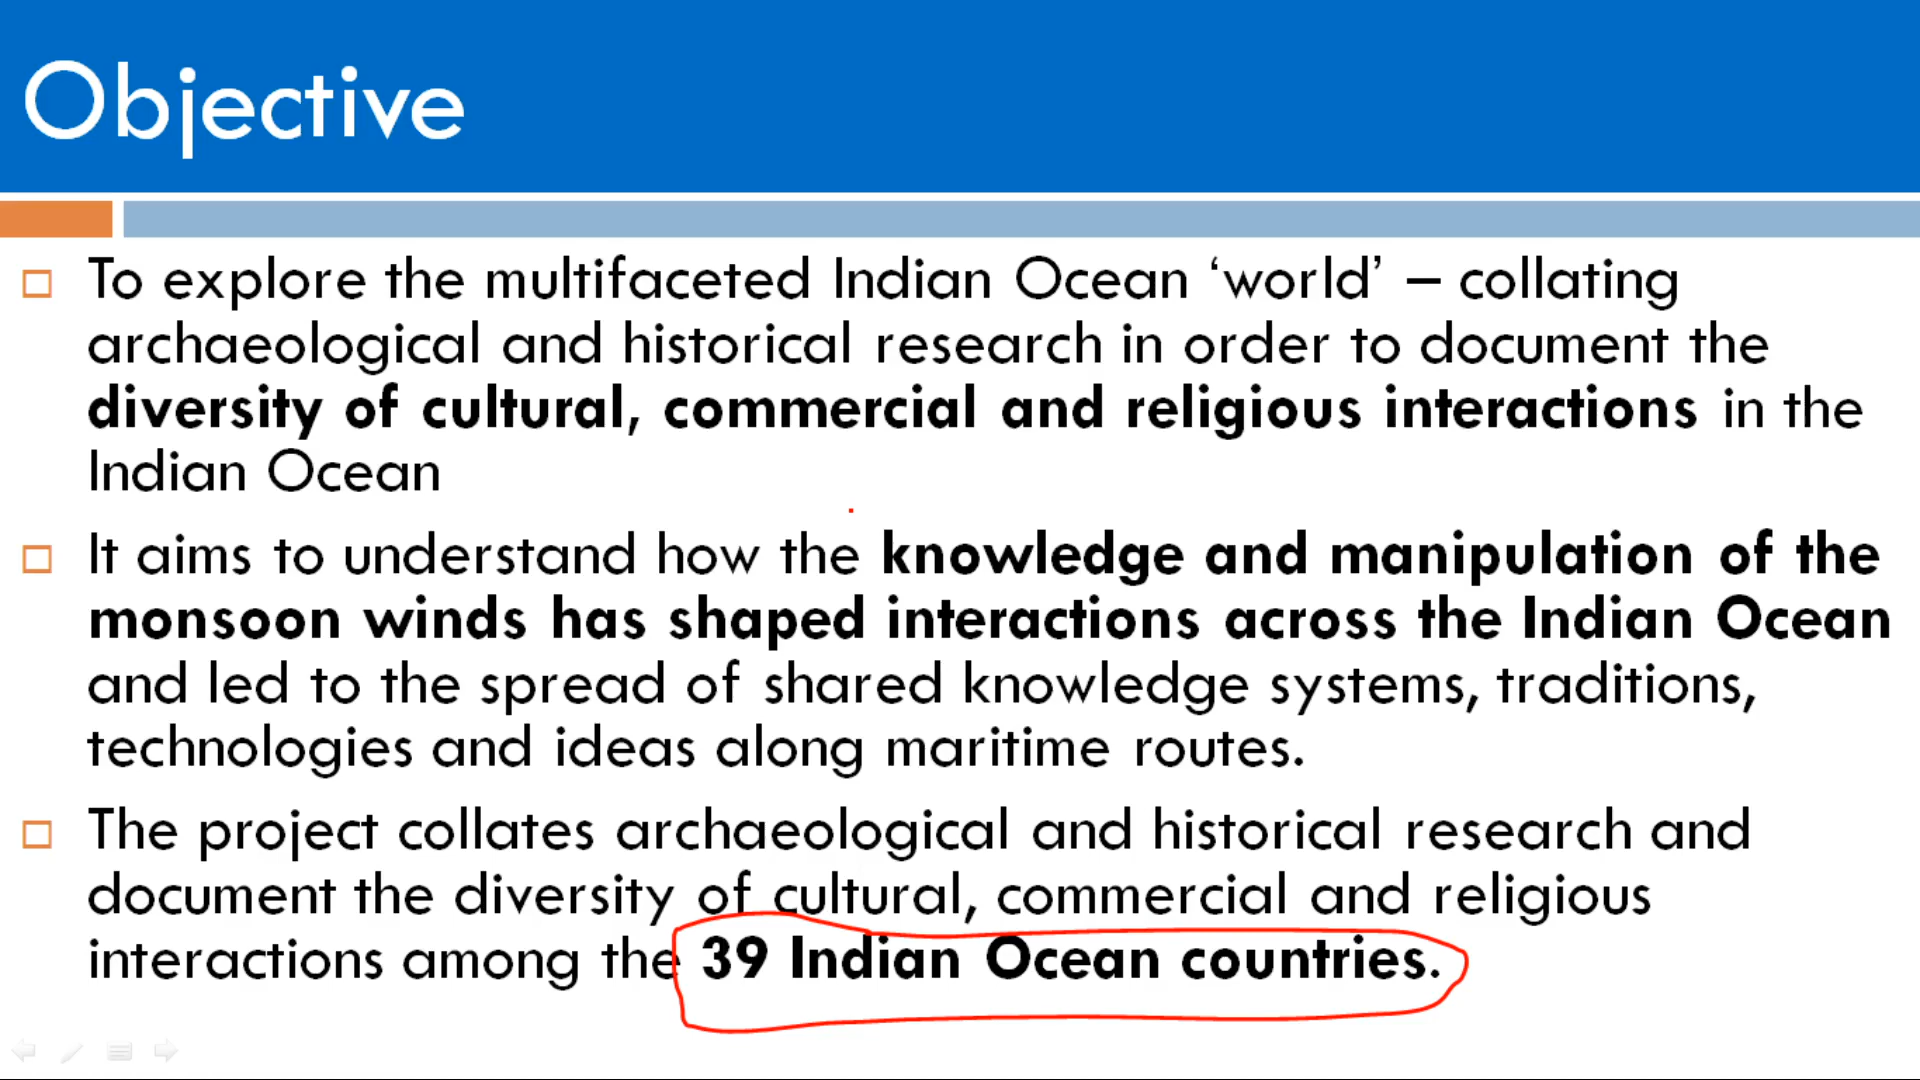 Objective
To explore the multifaceted Indian Ocean ‘world’ – collating
archaeological and historical research in order to document the
diversity of cultural, commercial and religious interactions in the
Indian Ocean
It aims to understand how the knowledge and manipulation of the
monsoon winds has shaped interactions across the Indian Ocean
and led to the spread of shared knowledge systems, traditions,
technologies and ideas along maritime routes.
The project collates archaeological and historical research and
document the diversity of cultural, commercial and religious
interactions among the 39 Indian Ocean countries.